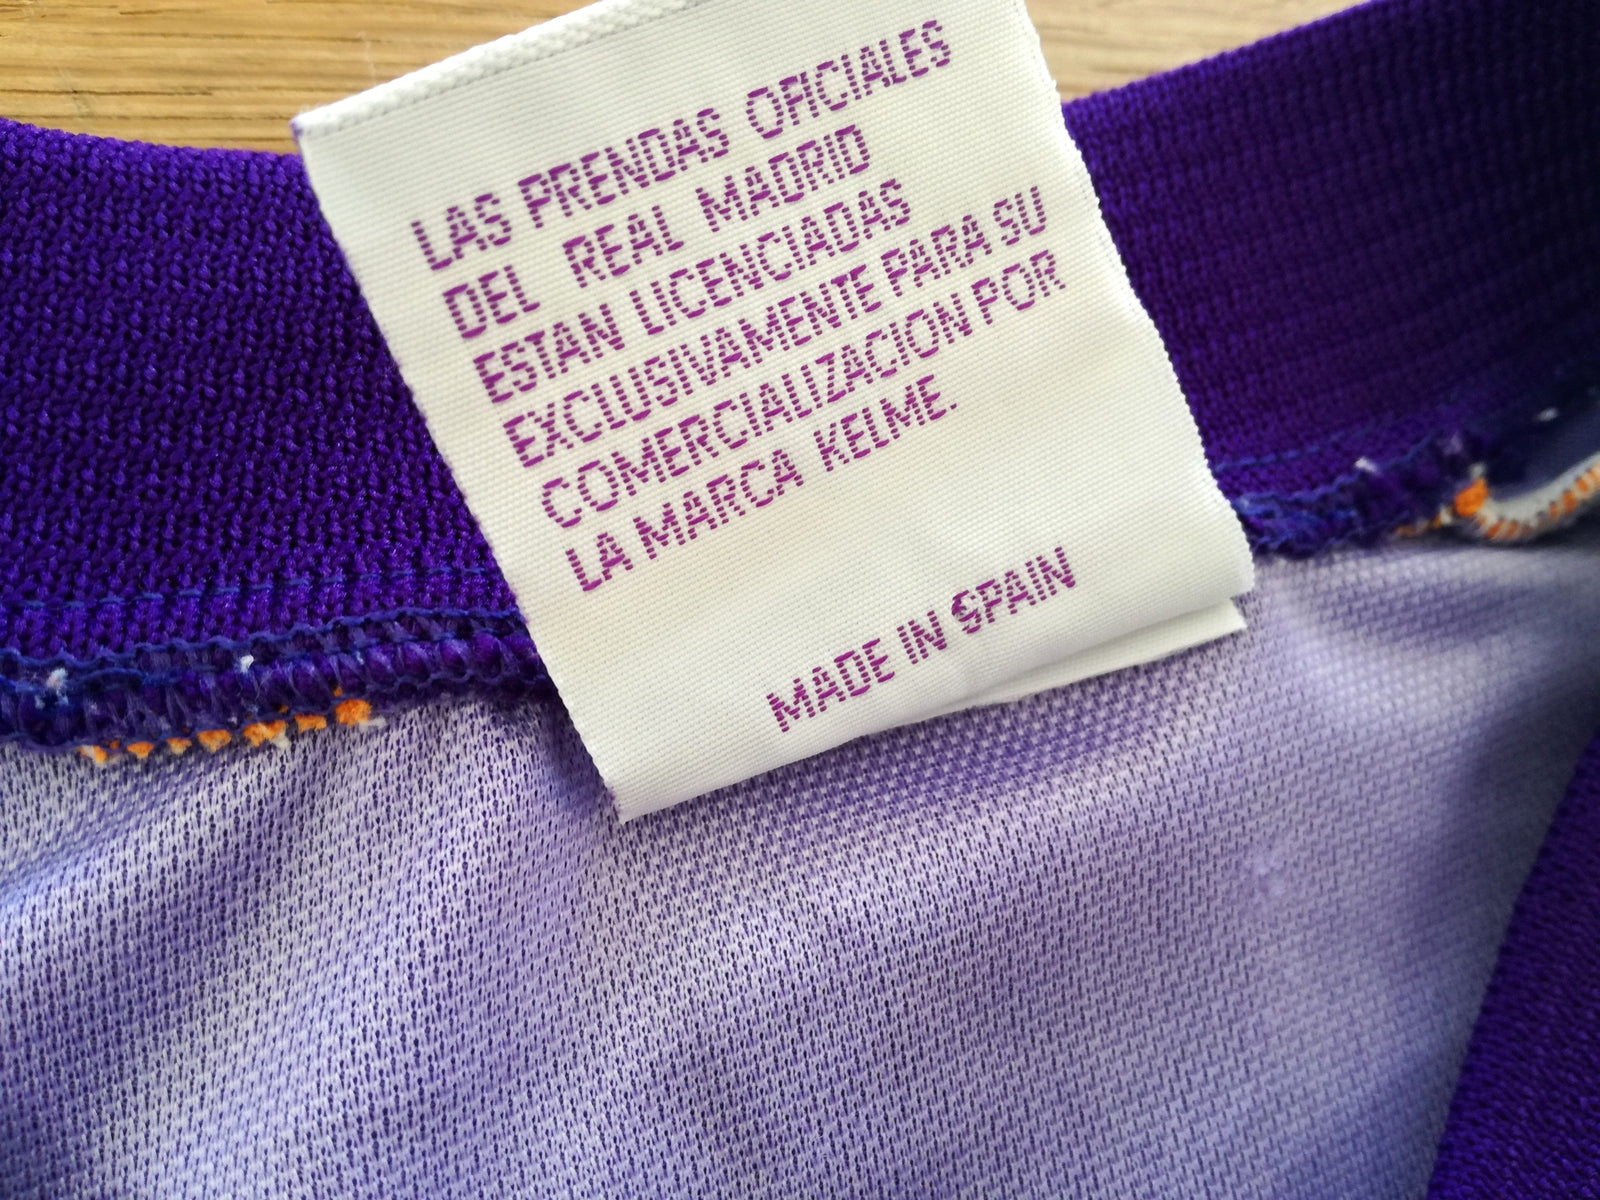 LAS PRENDAS OFICIALES
DEL REAL MADRID
ESTAN LICENCIADAS
EXCLUSIVAMENTE PARA SU
COMERCIALIZACION POR
LA MARCA KELME.
MADE IN SPAIN